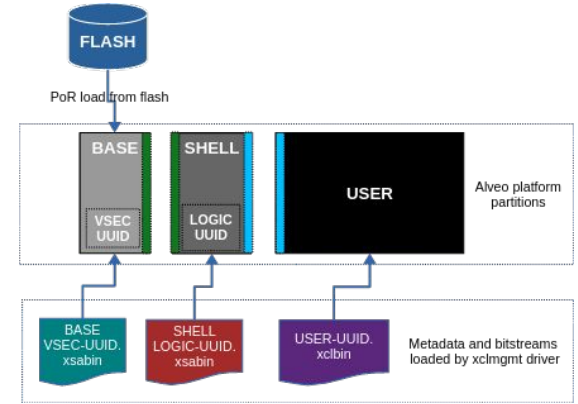 FLASH
PoR load from flash
BASE
VSEC
UUID
SHELL
LOGIC
UUID
USER
Alveo platform
partitions
BASE
VSEC-UUID.
xsabin
SHELL
LOGIC-UUID.
xsabin
USER-UUID.
xclbin
Metadata and bitstreams
loaded by xclmgmt driver